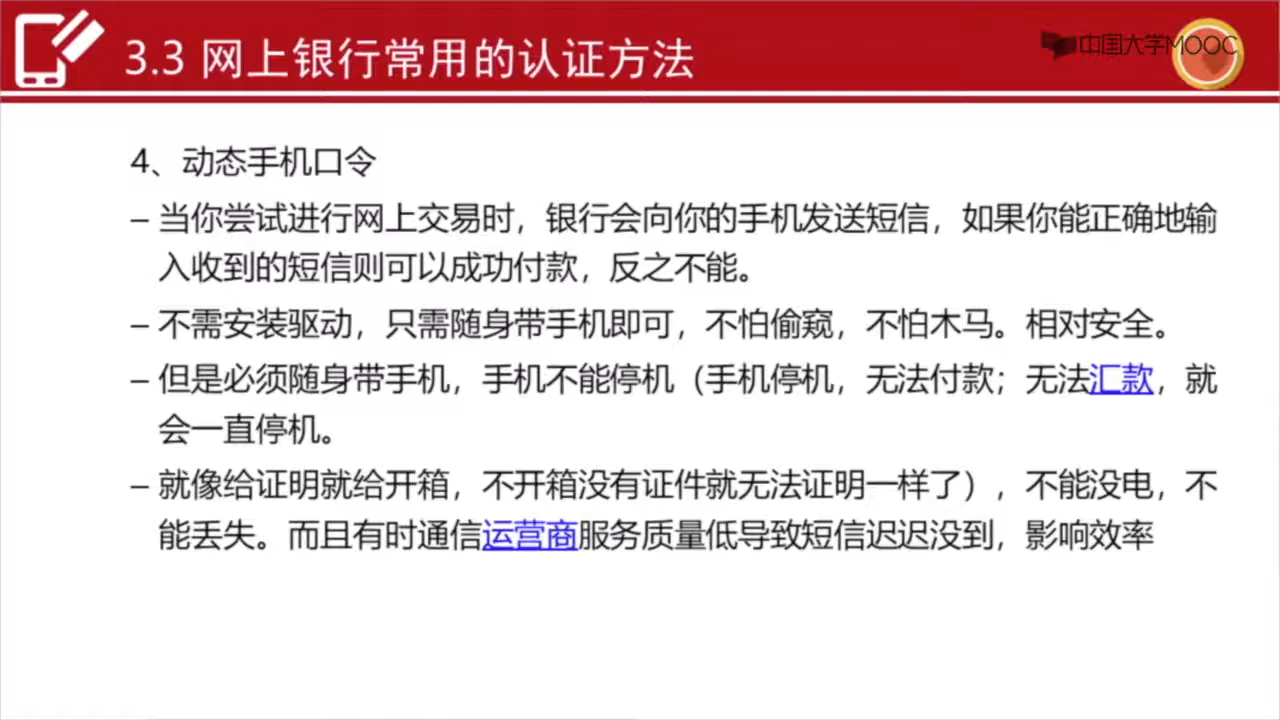 3.3 网上银行常用的认证方法
中国大学MOOC
4、动态手机口令
– 当你尝试进行网上交易时，银行会向你的手机发送短信，如果你能正确地输
入收到的短信则可以成功付款，反之不能。
– 不需安装驱动，只需随身带手机即可，不怕偷窥，不怕木马。相对安全。
– 但是必须随身带手机，手机不能停机（手机停机，无法付款；无法汇款，就
会一直停机。
– 就像给证明就给开箱，不开箱没有证件就无法证明一样了），不能没电，不
能丢失。而且有时通信运营商服务质量低导致短信迟迟没到，影响效率